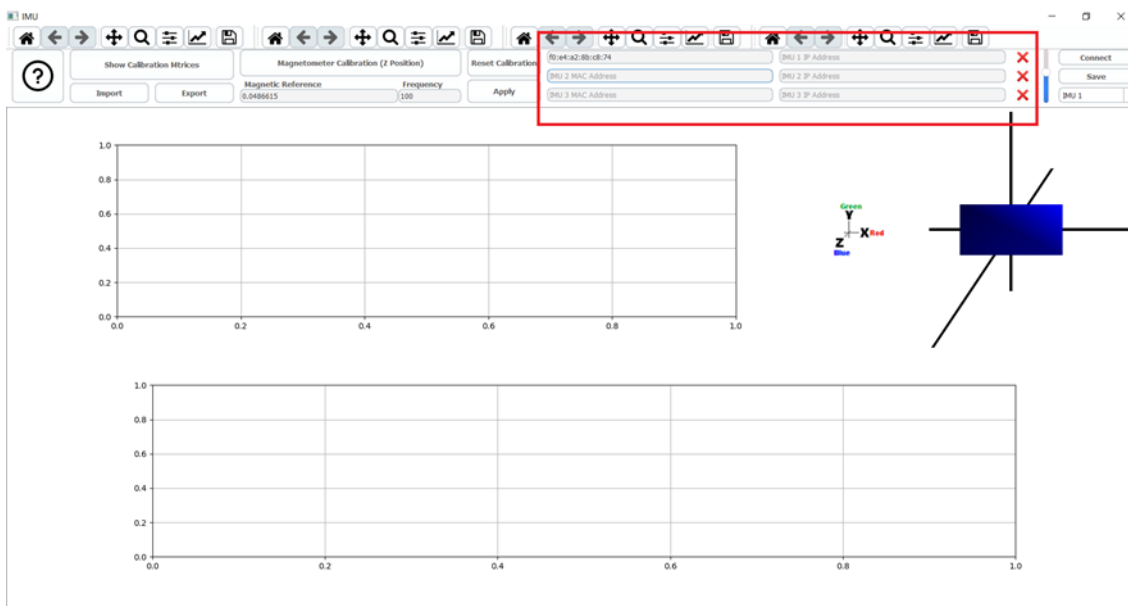 IMU
f0:e4:a2:8b:c8:74
IMU 1 IP Address
Show Calibration Mtrices
Magnetometer Calibration (Z Position)
Reset Calibration
Connect
IMU 2 MAC Address
IMU 2 IP Address
Save
Import
Export
Magnetic Reference
Frequency
Apply
0.0486615
100
IMU 3 MAC Address
IMU 3 IP Address
IMU 1
1.0
0.8
0.6
0.4
0.2
0.0
0.0 0.2 0.4 0.6 0.8 1.0
Green
Y
X Red
Z
Blue
1.0
0.8
0.6
0.4
0.2
0.0
0.0 0.2 0.4 0.6 0.8 1.0